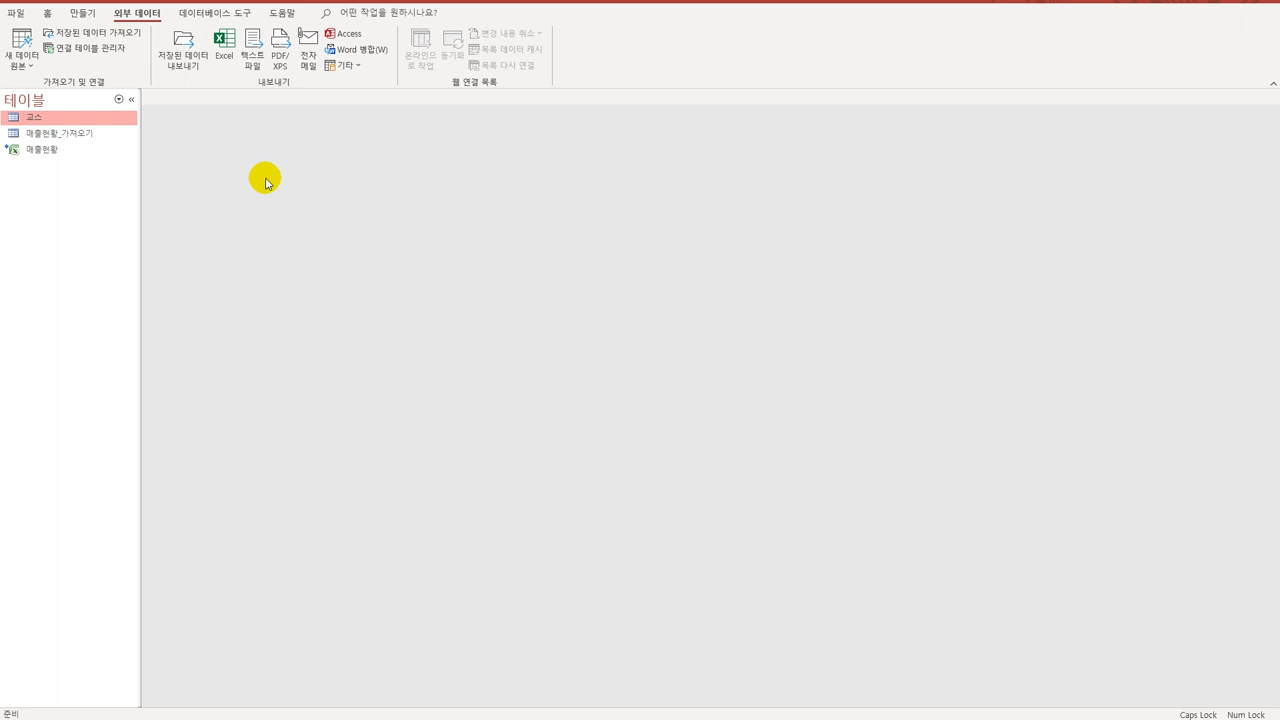 파일 홈 만들기 외부 데이터 데이터베이스 도구 도움말 어떤 작업을 원하시나요?
새 데이터 원본
저장된 데이터 가져오기
연결 테이블 관리자
가져오기 및 연결
저장된 데이터 내보내기
Excel
텍스트 파일
PDF/ XPS
전자 메일
Access
Word 병합(W)
기타
내보내기
온라인으로 작업
동기화
변경 내용 취소
목록 데이터 캐시
목록 다시 연결
웹 연결 목록
테이블
교스
매출현황_가져오기
매출현황
준비
Caps Lock Num Lock